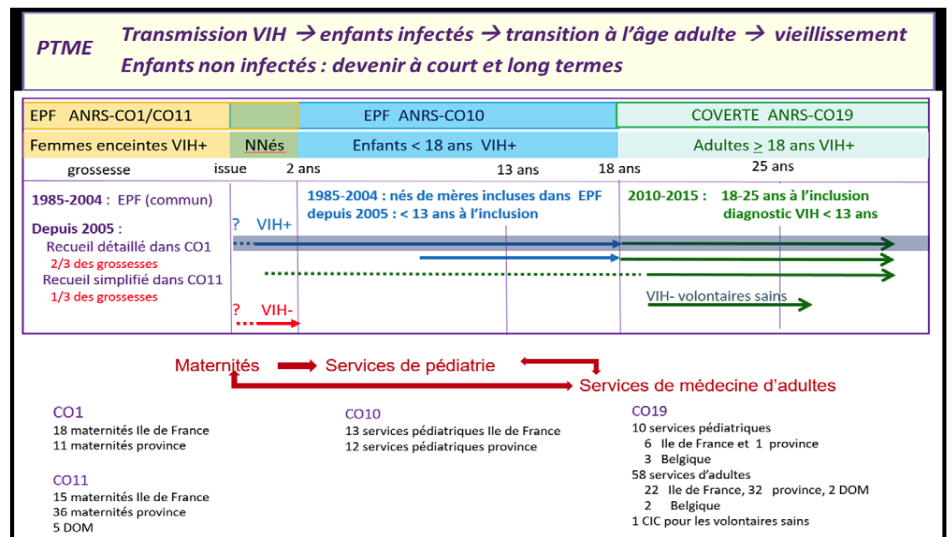 PTME
Transmission VIH → enfants infectés → transition à l'âge adulte → vieillissement
Enfants non infectés : devenir à court et long termes
EPF ANRS-CO1/CO11
EPF ANRS-CO10
COVERTE ANRS-CO19
Femmes enceintes VIH+
NNés
Enfants < 18 ans VIH+
Adultes ≥ 18 ans VIH+
grossesse
issue
2 ans
13 ans
18 ans
25 ans
1985-2004 : EPF (commun)
Depuis 2005 :
Recueil détaillé dans CO1
2/3 des grossesses
Recueil simplifié dans CO11
1/3 des grossesses
? VIH+
? VIH-
1985-2004 : nés de mères incluses dans EPF
depuis 2005 : < 13 ans à l'inclusion
2010-2015 : 18-25 ans à l'inclusion
diagnostic VIH < 13 ans
VIH- volontaires sains
Maternités
Services de pédiatrie
Services de médecine d'adultes
CO1
18 maternités Ile de France
11 maternités province
CO11
15 maternités Ile de France
36 maternités province
5 DOM
CO10
13 services pédiatriques Ile de France
12 services pédiatriques province
CO19
10 services pédiatriques
6 Ile de France et 1 province
3 Belgique
58 services d'adultes
22 Ile de France, 32 province, 2 DOM
2 Belgique
1 CIC pour les volontaires sains